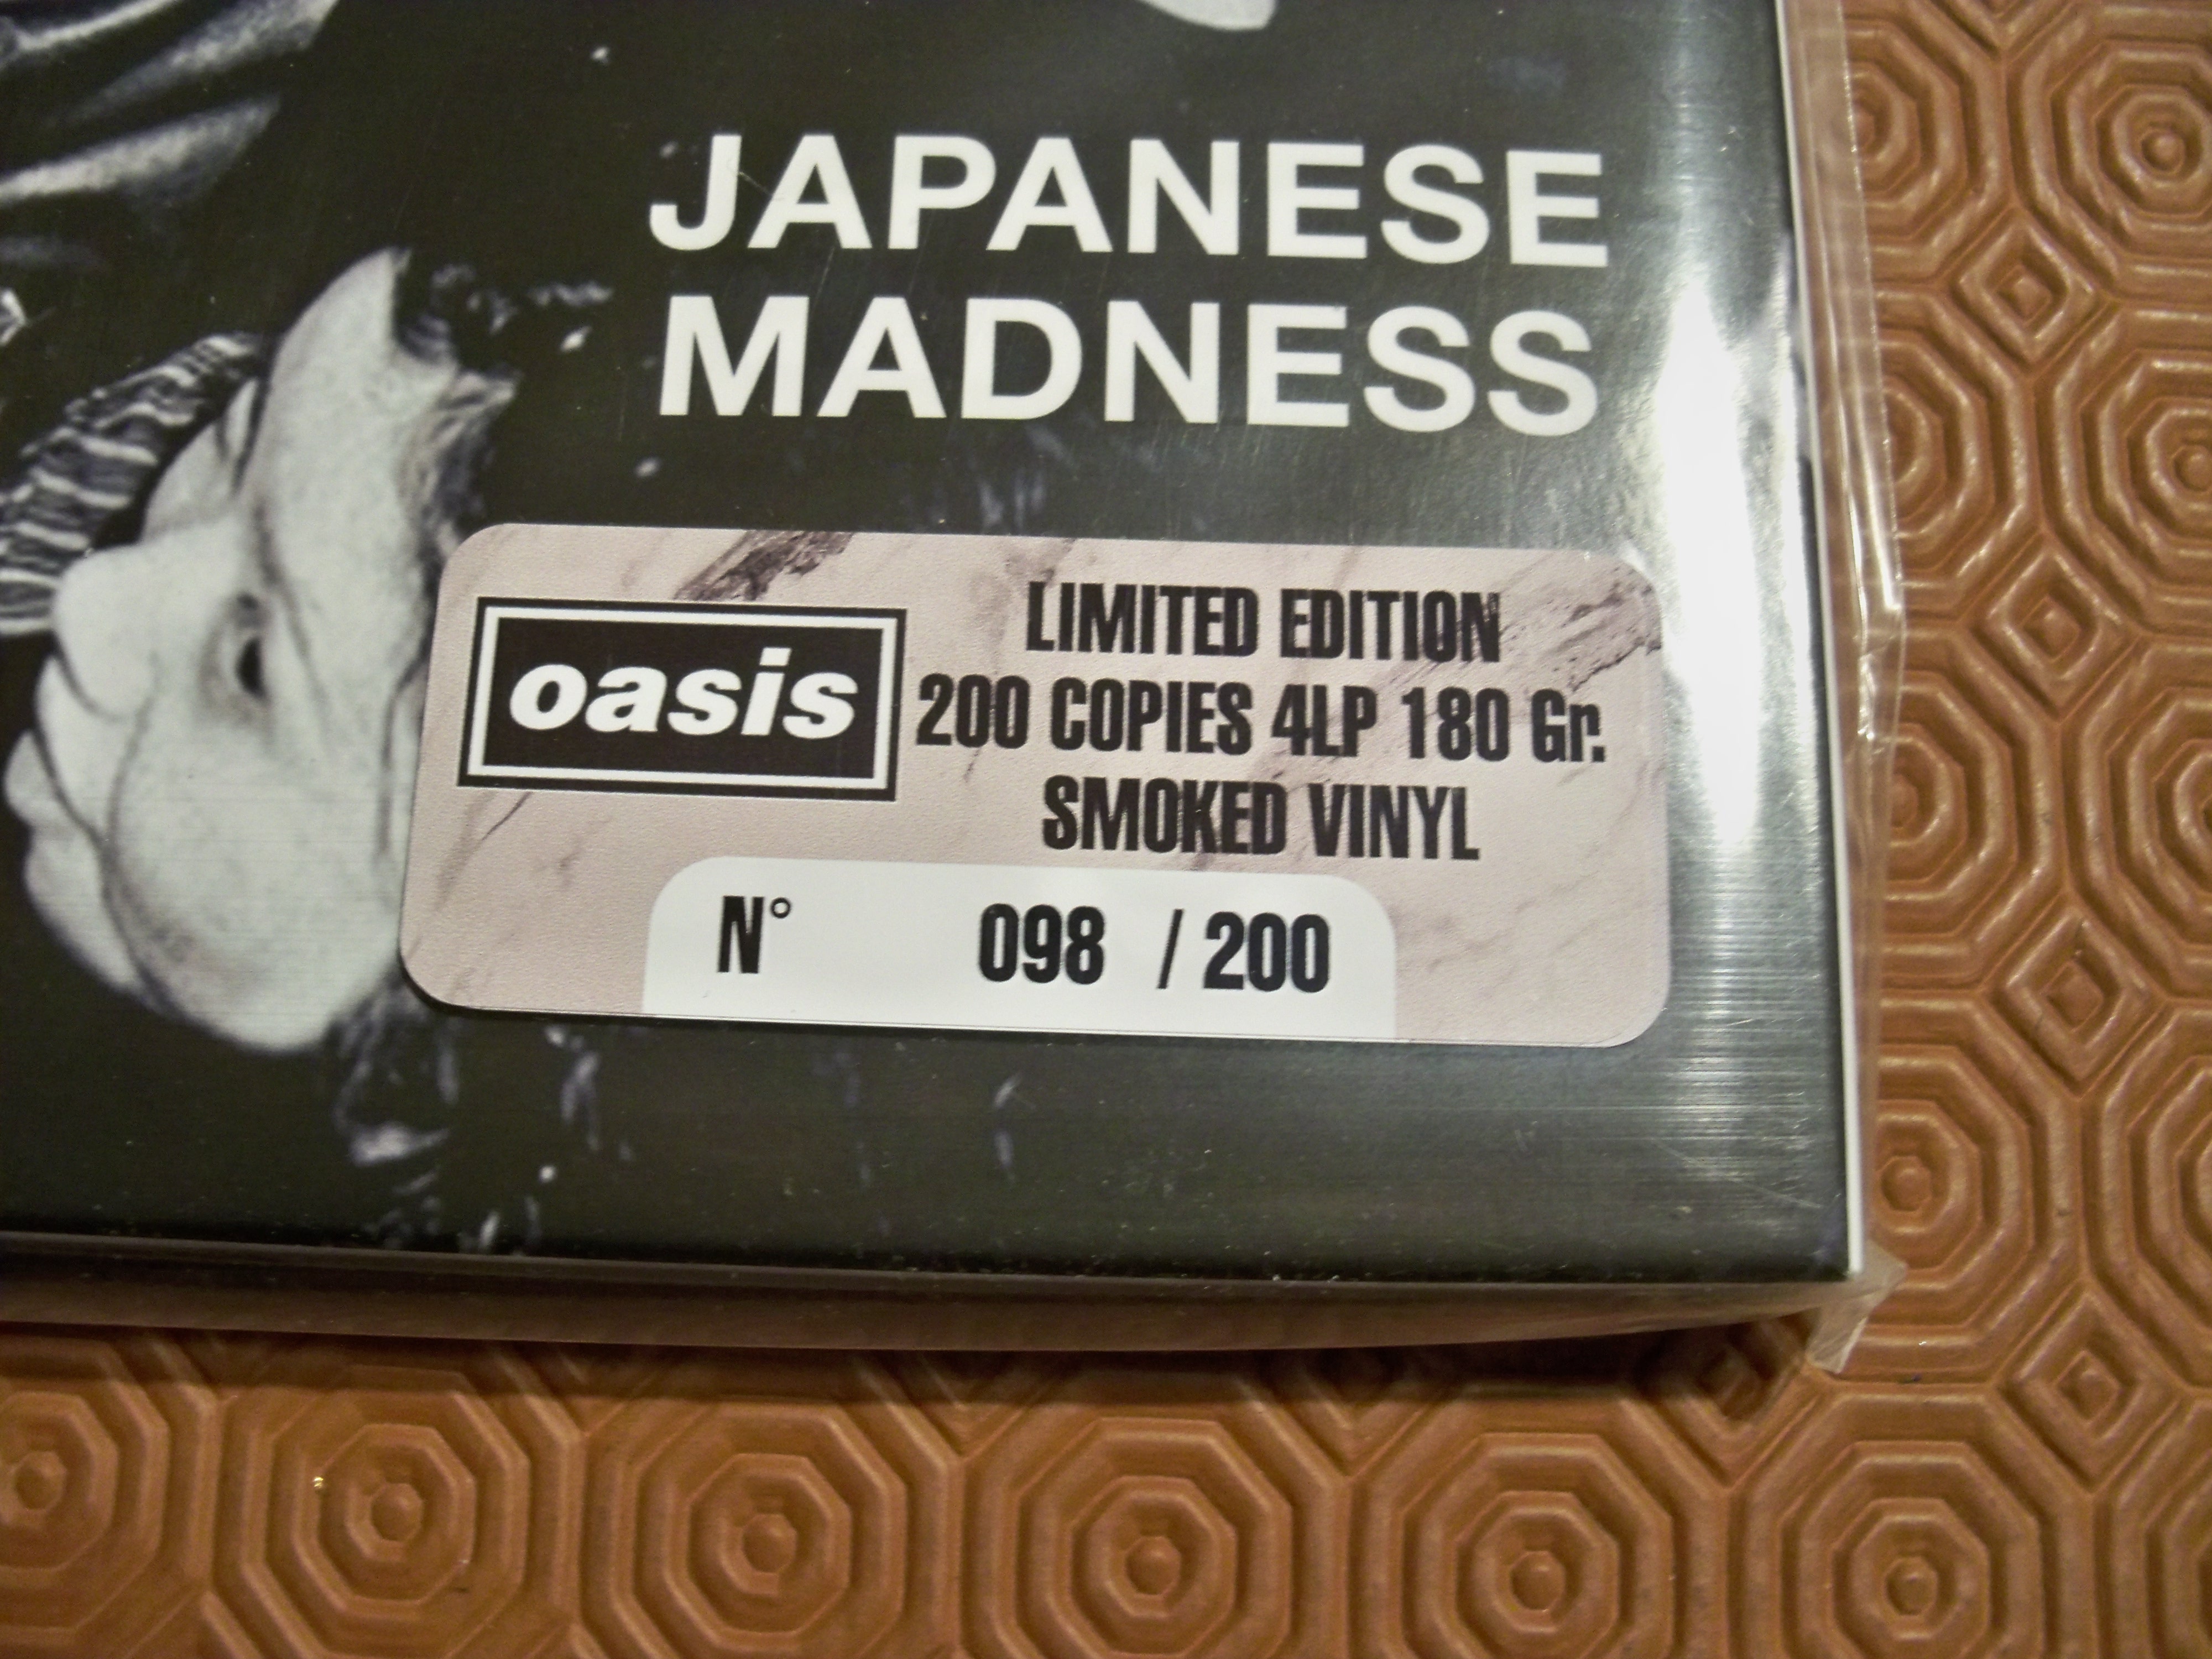 JAPANESE
MADNESS
oasis
LIMITED EDITION
200 COPIES 4LP 180 Gr.
SMOKED VINYL
N° 098 / 200